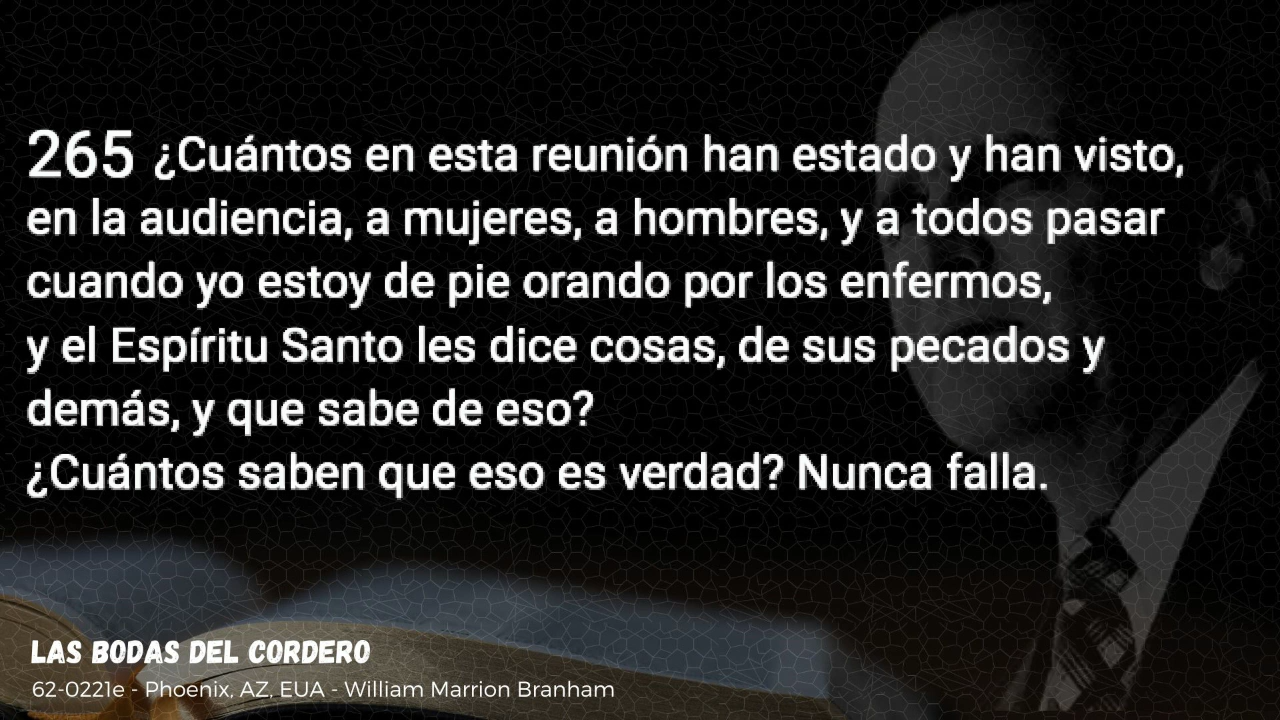 265 ¿Cuántos en esta reunión han estado y han visto,
en la audiencia, a mujeres, a hombres, y a todos pasar
cuando yo estoy de pie orando por los enfermos,
y el Espíritu Santo les dice cosas, de sus pecados y
demás, y que sabe de eso?
¿Cuántos saben que eso es verdad? Nunca falla.
LAS BODAS DEL CORDERO
62-0221e - Phoenix, AZ, EUA - William Marrion Branham